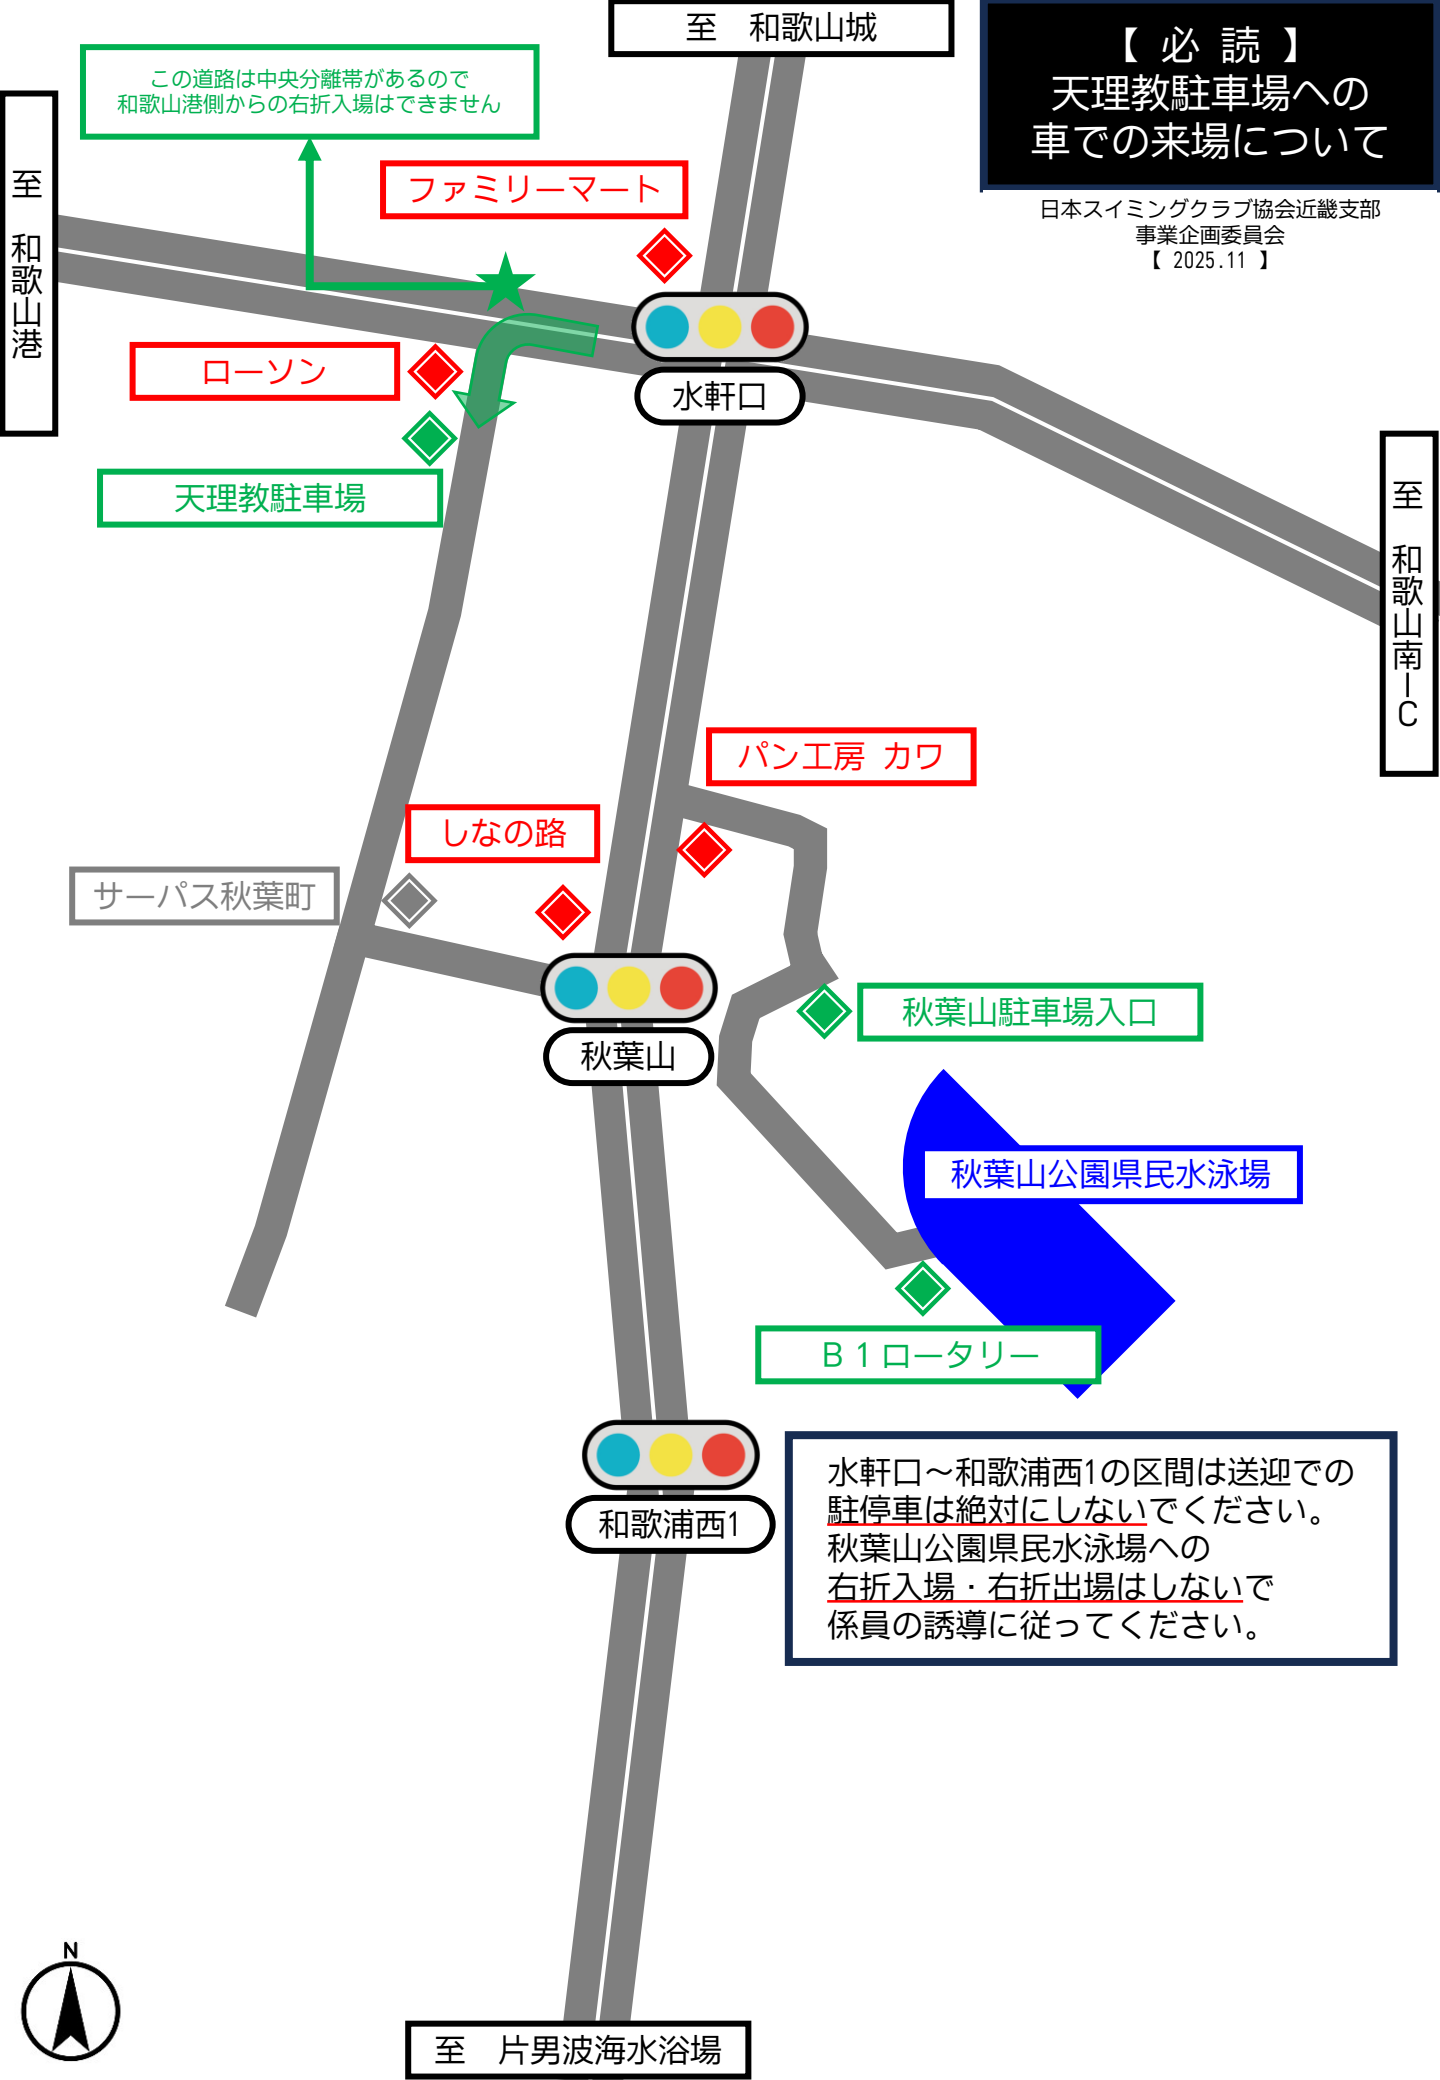 至　和歌山城
【 必 読 】
天理教駐車場への
車での来場について
日本スイミングクラブ協会近畿支部
事業企画委員会
【 2025.11 】
この道路は中央分離帯があるので
和歌山港側からの右折入場はできません
至　和歌山港
ファミリーマート
ローソン
水軒口
天理教駐車場
至　和歌山南IC
パン工房 カワ
しなの路
サーパス秋葉町
秋葉山駐車場入口
秋葉山
秋葉山公園県民水泳場
B1ロータリー
和歌浦西1
水軒口～和歌浦西1の区間は送迎での
駐停車は絶対にしないでください。
秋葉山公園県民水泳場への
右折入場・右折出場はしないで
係員の誘導に従ってください。
N
至　片男波海水浴場